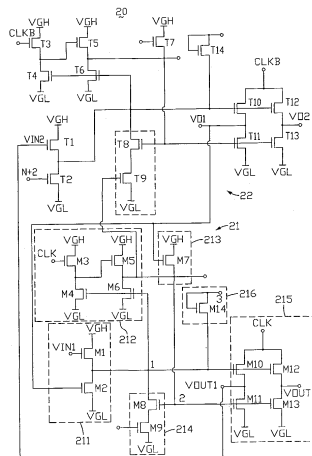 20
VGH
VGH
VGH
CLKB
T3
T5
T7
T14
CLKB
T4
T6
VGL
VGL
VGH
VO1
T10
T12
VO2
VIN2
T1
T8
T11
T13
N+2
T2
T9
VGL
VGL
VGL
VGL
22
21
VGH
VGH
VGH
213
CLK
M3
M5
M7
M4
M6
216
215
VGL
VGL
3
M14
CLK
VGH
212
VIN1
M1
VOUT1
1
M10
M12
M2
VOUT
M8
2
M11
M13
VGL
M9
VGL
VGL
211
VGL
214